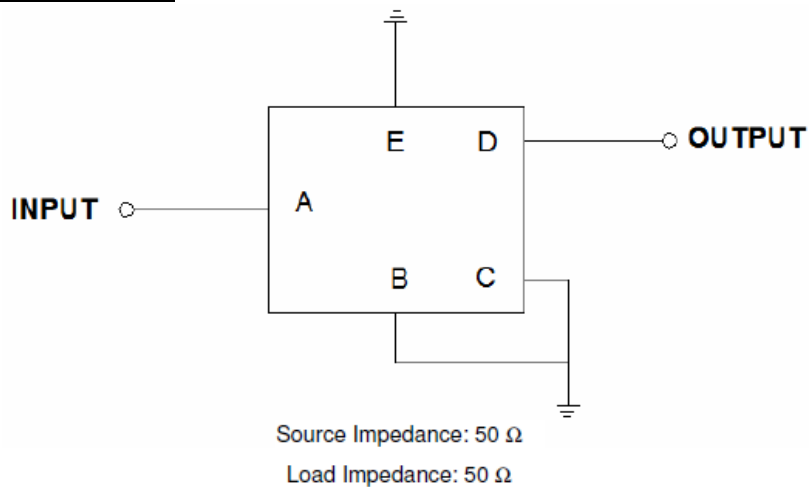 E D
OUTPUT
INPUT
A
B C
Source Impedance: 50 Ω
Load Impedance: 50 Ω